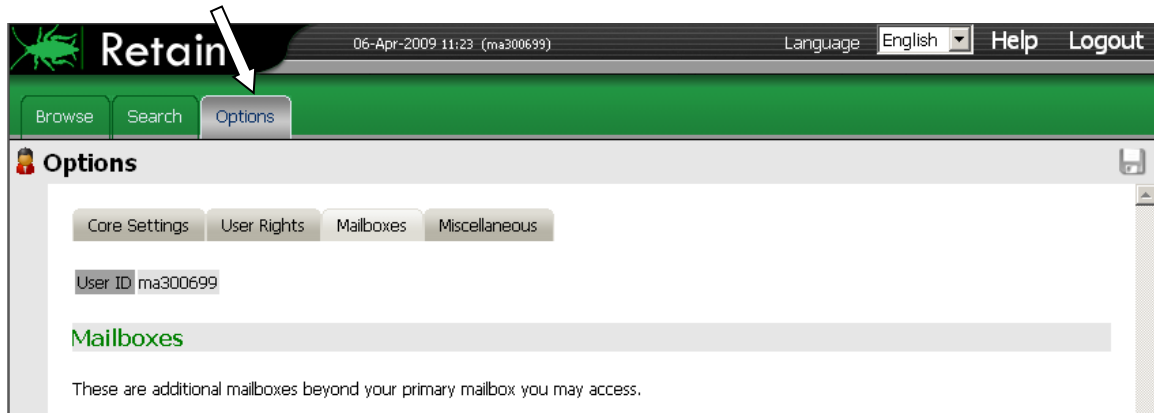 Retain 06-Apr-2009 11:23 (ma300699) Language English Help Logout
Browse Search Options
Options
Core Settings User Rights Mailboxes Miscellaneous
User ID ma300699
Mailboxes
These are additional mailboxes beyond your primary mailbox you may access.